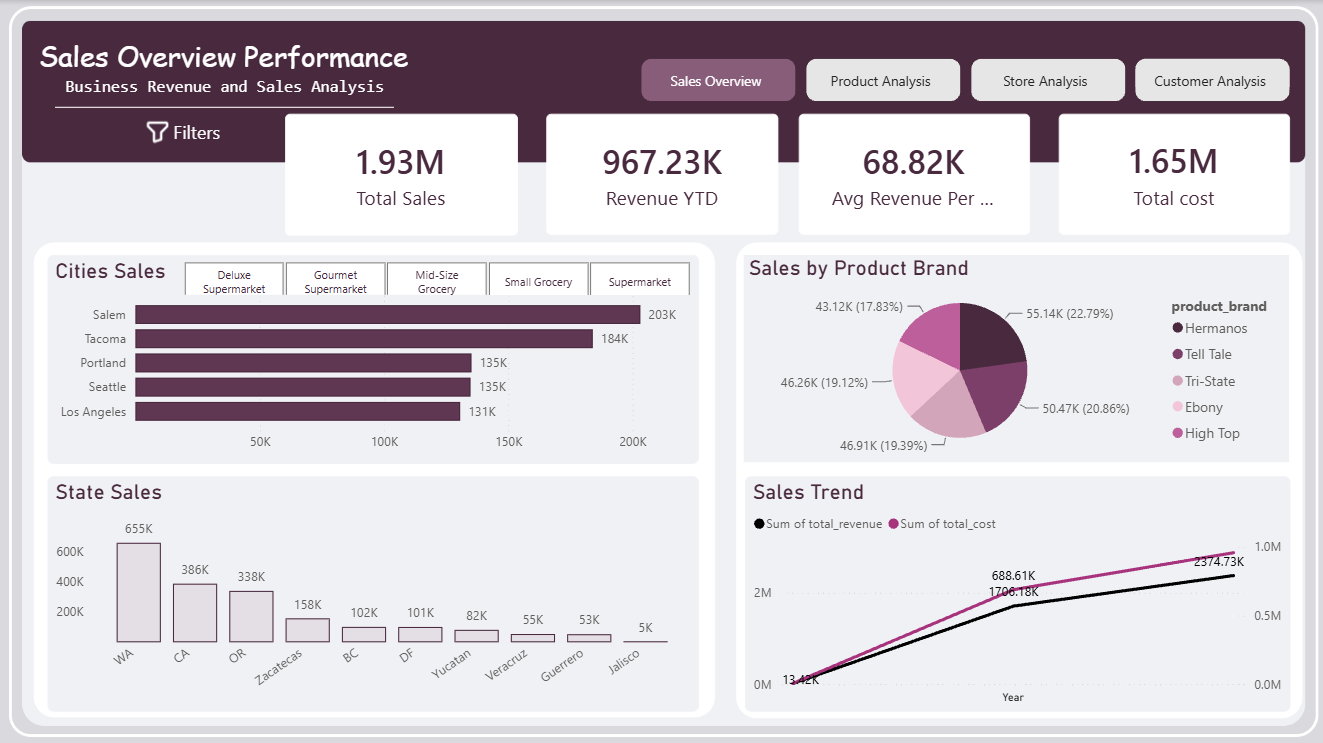 Sales Overview Performance
Business Revenue and Sales Analysis
Sales Overview
Product Analysis
Store Analysis
Customer Analysis
Filters
1.93M
Total Sales
967.23K
Revenue YTD
68.82K
Avg Revenue Per ...
1.65M
Total cost
Cities Sales
Deluxe
Supermarket
Gourmet
Supermarket
Mid-Size
Grocery
Small Grocery
Supermarket
Salem
203K
Tacoma
184K
Portland
135K
Seattle
135K
Los Angeles
131K
50K
100K
150K
200K
Sales by Product Brand
43.12K (17.83%)
55.14K (22.79%)
46.26K (19.12%)
50.47K (20.86%)
46.91K (19.39%)
product_brand
Hermanos
Tell Tale
Tri-State
Ebony
High Top
State Sales
600K
400K
200K
655K
386K
338K
158K
102K
101K
82K
55K
53K
5K
WA
CA
OR
Zacatecas
BC
DF
Yucatan
Veracruz
Guerrero
Jalisco
Sales Trend
Sum of total_revenue
Sum of total_cost
2M
0M
1.0M
0.5M
0.0M
688.61K
1706.18K
2374.73K
13.42K
Year